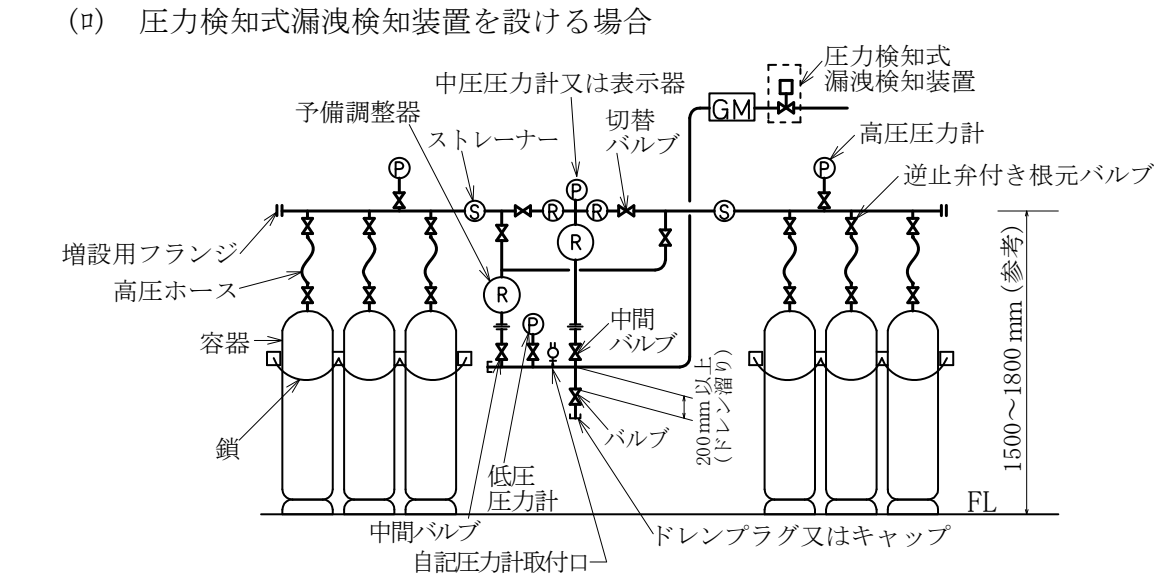 (ロ) 圧力検知式漏洩検知装置を設ける場合
圧力検知式
漏洩検知装置
中圧圧力計又は表示器
予備調整器
ストレーナー
切替
バルブ
GM
高圧圧力計
逆止弁付き根元バルブ
P
P
P
S
R
R
S
R
増設用フランジ
高圧ホース
R
P
中間
バルブ
容器
200mm以上
(ドレン溜り)
1500～1800mm(参考)
鎖
バルブ
低圧
圧力計
FL
中間バルブ
ドレンプラグ又はキャップ
自記圧力計取付口